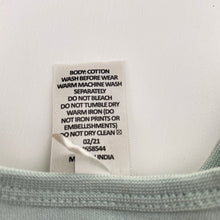 BODY: COTTON
WASH BEFORE WEAR
WARM MACHINE WASH
SEPARATELY
DO NOT BLEACH
DO NOT TUMBLE DRY
WARM IRON (DO
NOT IRON PRINTS OR
EMBELLISHMENTS)
DO NOT DRY CLEAN
02/21
658544
INDIA